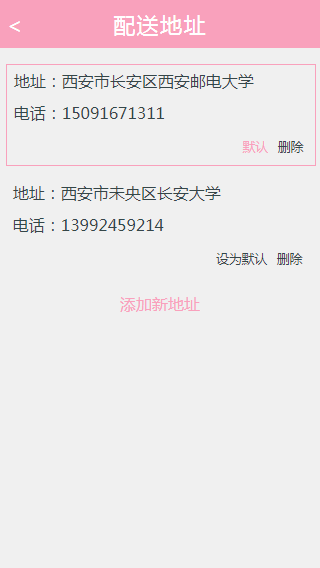 < 配送地址
地址：西安市长安区西安邮电大学
电话：15091671311
默认 删除
地址：西安市未央区长安大学
电话：13992459214
设为默认 删除
添加新地址